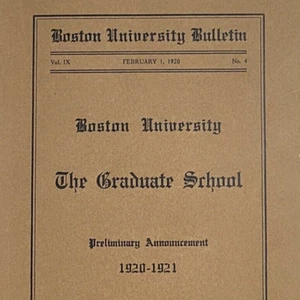 Boston University Bulletin
Vol. IX FEBRUARY 1, 1920 No. 4
Boston University
The Graduate School
Preliminary Announcement
1920-1921